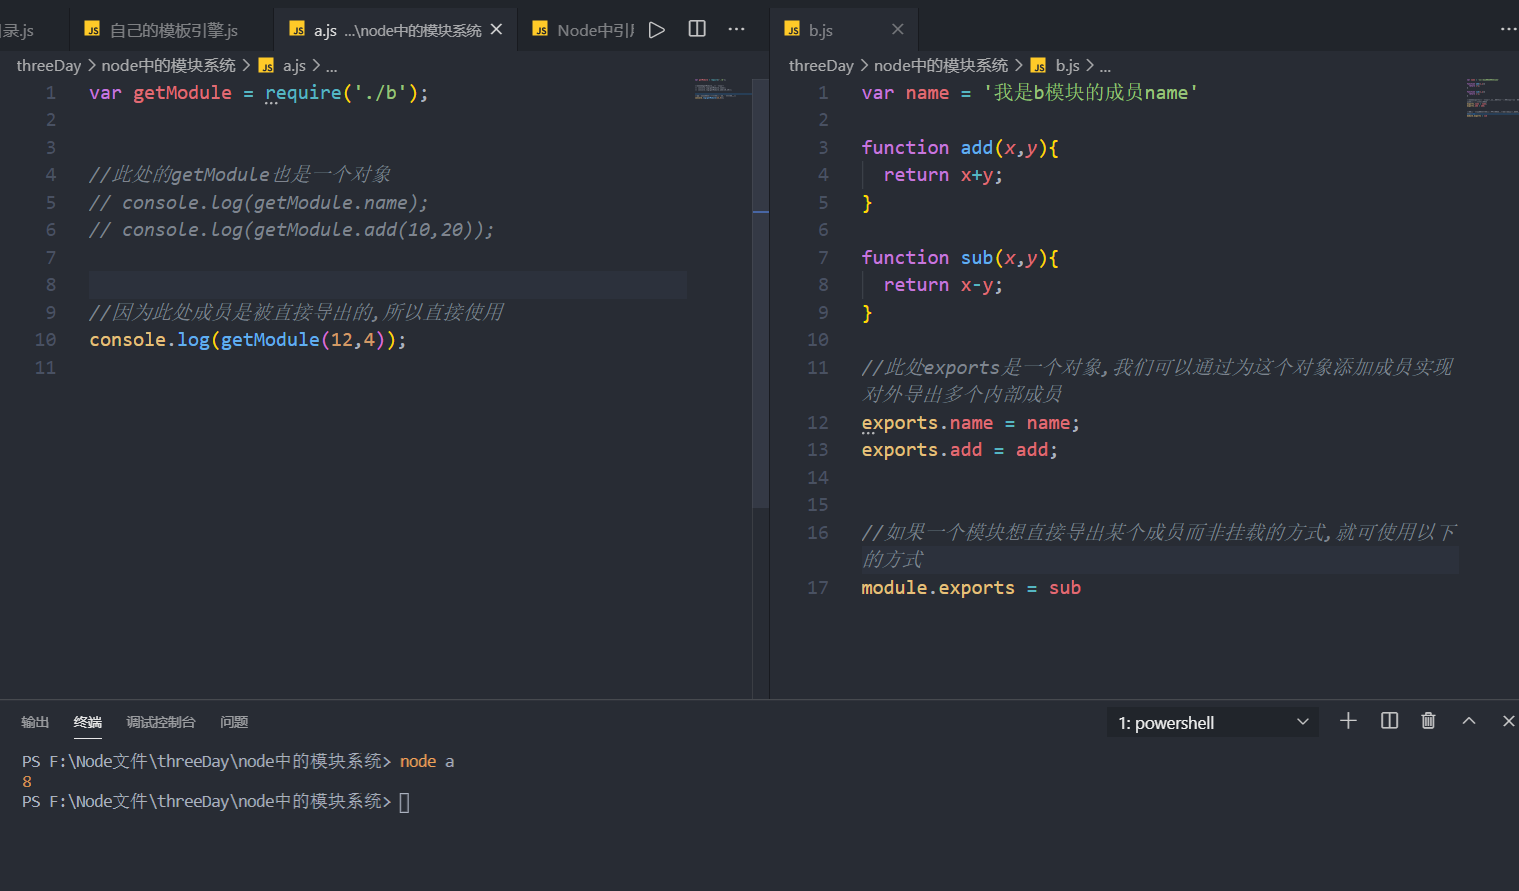 录.js
JS 自己的模板引擎.js
JS a.js ...\node中的模块系统
JS Node中引
JS b.js
threeDay > node中的模块系统 > JS a.js > ...
1 var getModule = require('./b');
2
3
4 //此处的getModule也是一个对象
5 // console.log(getModule.name);
6 // console.log(getModule.add(10,20));
7
8
9 //因为此处成员是被直接导出的,所以直接使用
10 console.log(getModule(12,4));
11
threeDay > node中的模块系统 > JS b.js > ...
1 var name = '我是b模块的成员name'
2
3 function add(x,y){
4 return x+y;
5 }
6
7 function sub(x,y){
8 return x-y;
9 }
10
11 //此处exports是一个对象,我们可以通过为这个对象添加成员实现
对外导出多个内部成员
12 exports.name = name;
13 exports.add = add;
14
15
16 //如果一个模块想直接导出某个成员而非挂载的方式,就可使用以下
的方式
17 module.exports = sub
输出 终端 调试控制台 问题
1: powershell
PS F:\Node文件\threeDay\node中的模块系统> node a
8
PS F:\Node文件\threeDay\node中的模块系统>